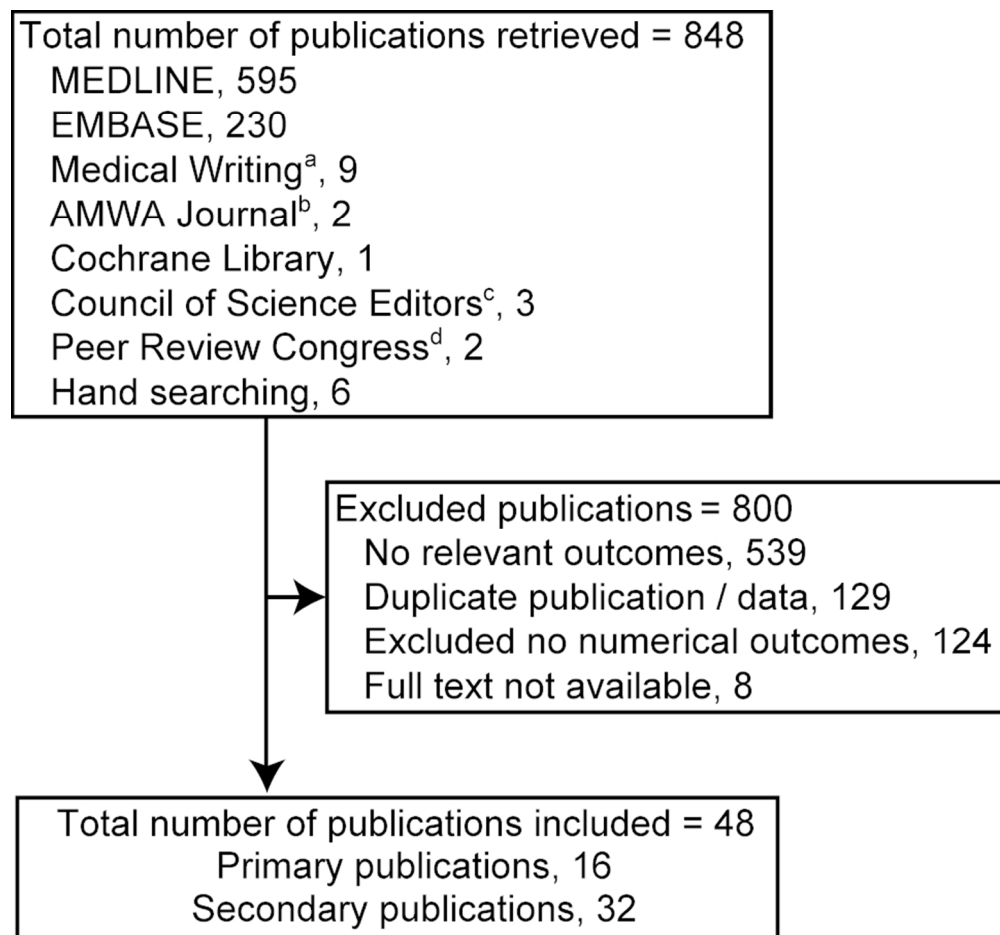 Total number of publications retrieved = 848
MEDLINE, 595
EMBASE, 230
Medical Writingᵃ, 9
AMWA Journalᵇ, 2
Cochrane Library, 1
Council of Science Editorsᶜ, 3
Peer Review Congressᵈ, 2
Hand searching, 6
Excluded publications = 800
No relevant outcomes, 539
Duplicate publication / data, 129
Excluded no numerical outcomes, 124
Full text not available, 8
Total number of publications included = 48
Primary publications, 16
Secondary publications, 32